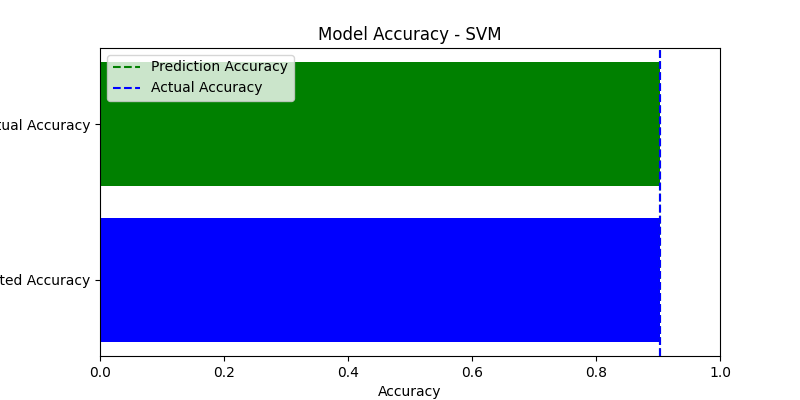 Model Accuracy - SVM
Prediction Accuracy
Actual Accuracy
tual Accuracy
ted Accuracy
0.0 0.2 0.4 0.6 0.8 1.0
Accuracy